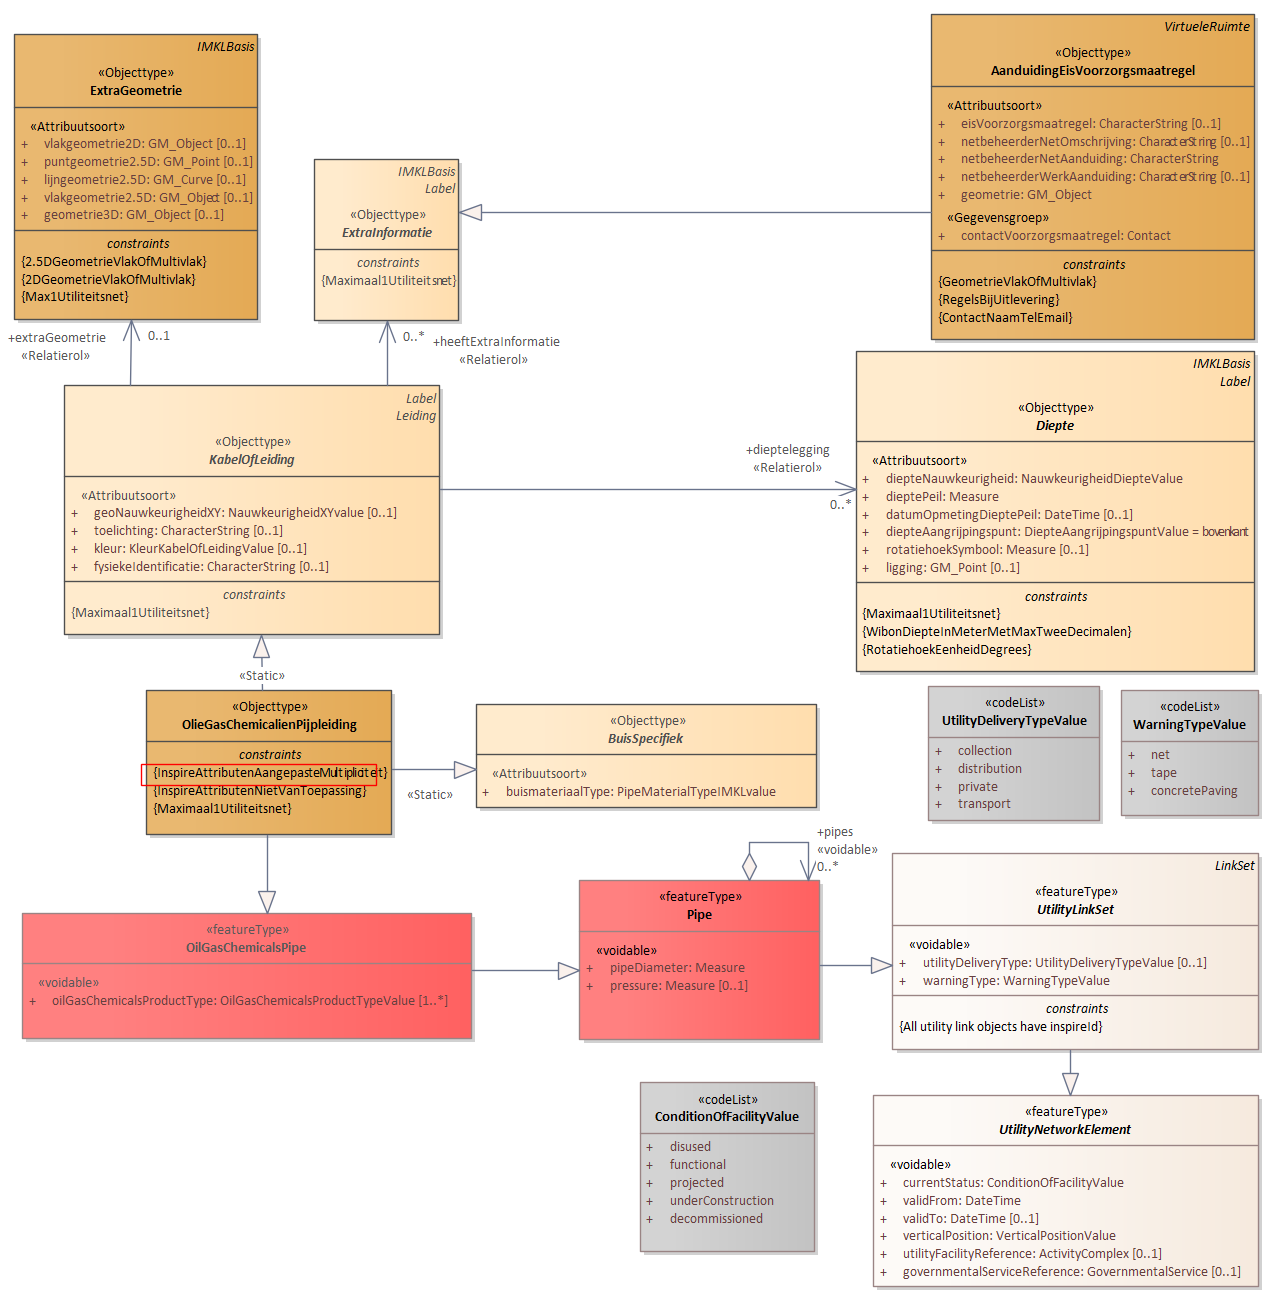 IMKLBasis
«Objecttype»
ExtraGeometrie
«Attribuutsoort»
+ vlakgeometrie2D: GM_Object [0..1]
+ puntgeometrie2.5D: GM_Point [0..1]
+ lijngeometrie2.5D: GM_Curve [0..1]
+ vlakgeometrie2.5D: GM_Object [0..1]
+ geometrie3D: GM_Object [0..1]
constraints
{2.5DGeometrieVlakOfMultivlak}
{2DGeometrieVlakOfMultivlak}
{Max1Utiliteitsnet}
+extraGeometrie
0..1
«Relatierol»
IMKLBasis
Label
«Objecttype»
ExtraInformatie
constraints
{Maximaal1Utiliteitsnet}
0..*
+heeftExtraInformatie
«Relatierol»
VirtueleRuimte
«Objecttype»
AanduidingEisVoorzorgsmaatregel
«Attribuutsoort»
+ eisVoorzorgsmaatregel: CharacterString [0..1]
+ netbeheerderNetOmschrijving: CharacterString [0..1]
+ netbeheerderNetAanduiding: CharacterString
+ netbeheerderWerkAanduiding: CharacterString [0..1]
+ geometrie: GM_Object
«Gegevensgroep»
+ contactVoorzorgsmaatregel: Contact
constraints
{GeometrieVlakOfMultivlak}
{RegelsBijUitlevering}
{ContactNaamTelEmail}
Label
Leiding
«Objecttype»
KabelOfLeiding
«Attribuutsoort»
+ geoNauwkeurigheidXY: NauwkeurigheidXYvalue [0..1]
+ toelichting: CharacterString [0..1]
+ kleur: KleurKabelOfLeidingValue [0..1]
+ fysiekeIdentificatie: CharacterString [0..1]
constraints
{Maximaal1Utiliteitsnet}
+dieptelegging
«Relatierol»
0..*
IMKLBasis
Label
«Objecttype»
Diepte
«Attribuutsoort»
+ diepteNauwkeurigheid: NauwkeurigheidDiepteValue
+ dieptePeil: Measure
+ datumOpmetingDieptePeil: DateTime [0..1]
+ diepteAangrijpingspunt: DiepteAangrijpingspuntValue = bovenkant
+ rotatiehoekSymbool: Measure [0..1]
+ ligging: GM_Point [0..1]
constraints
{Maximaal1Utiliteitsnet}
{WibonDiepteInMeterMetMaxTweeDecimalen}
{RotatiehoekEenheidDegrees}
«Static»
«Objecttype»
OlieGasChemicalienPijpleiding
constraints
{InspireAttributenAangepasteMultipliciteit}
{InspireAttributenNietVanToepassing}
{Maximaal1Utiliteitsnet}
«Static»
«Objecttype»
BuisSpecifiek
«Attribuutsoort»
+ buismateriaalType: PipeMaterialTypeIMKLvalue
«codeList»
UtilityDeliveryTypeValue
+ collection
+ distribution
+ private
+ transport
«codeList»
WarningTypeValue
+ net
+ tape
+ concretePaving
+pipes
«voidable»
0..*
«featureType»
OilGasChemicalsPipe
«voidable»
+ oilGasChemicalsProductType: OilGasChemicalsProductTypeValue [1..*]
«featureType»
Pipe
«voidable»
+ pipeDiameter: Measure
+ pressure: Measure [0..1]
LinkSet
«featureType»
UtilityLinkSet
«voidable»
+ utilityDeliveryType: UtilityDeliveryTypeValue [0..1]
+ warningType: WarningTypeValue
constraints
{All utility link objects have inspireId}
«codeList»
ConditionOfFacilityValue
+ disused
+ functional
+ projected
+ underConstruction
+ decommissioned
«featureType»
UtilityNetworkElement
«voidable»
+ currentStatus: ConditionOfFacilityValue
+ validFrom: DateTime
+ validTo: DateTime [0..1]
+ verticalPosition: VerticalPositionValue
+ utilityFacilityReference: ActivityComplex [0..1]
+ governmentalServiceReference: GovernmentalService [0..1]